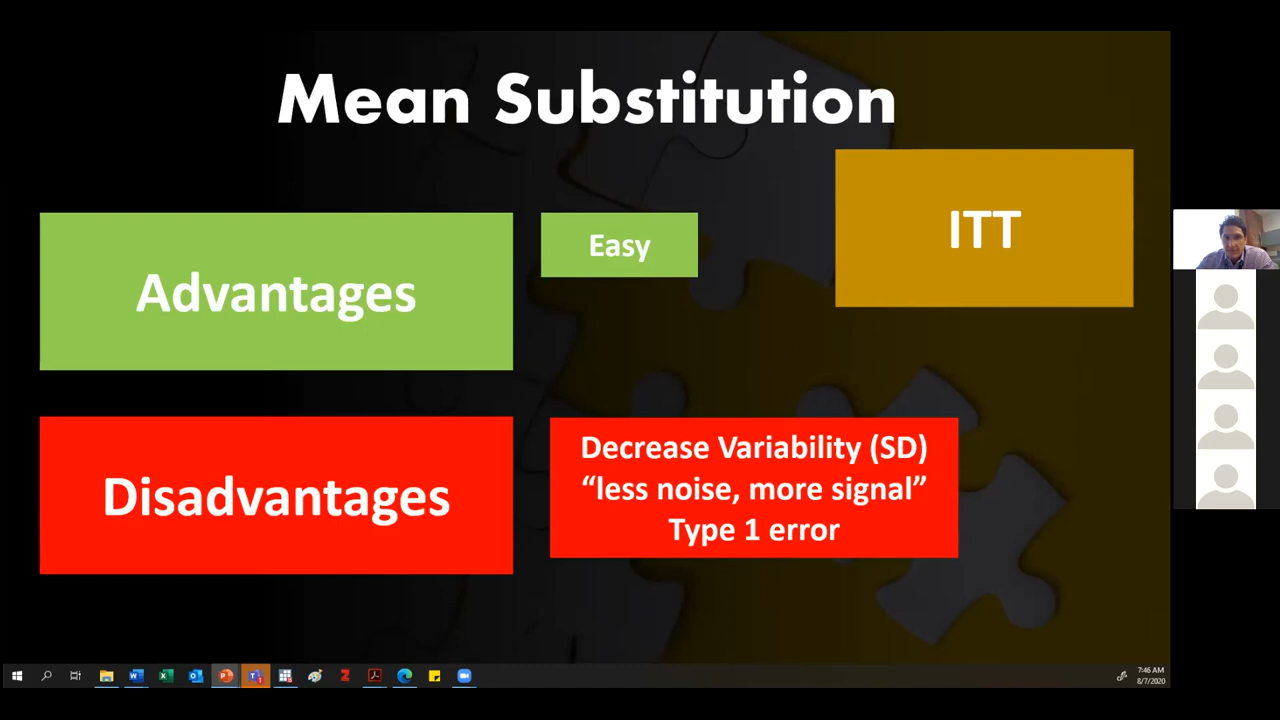 Mean Substitution
ITT
Easy
Advantages
Decrease Variability (SD)
“less noise, more signal”
Type 1 error
Disadvantages
7:46 AM
8/7/2020